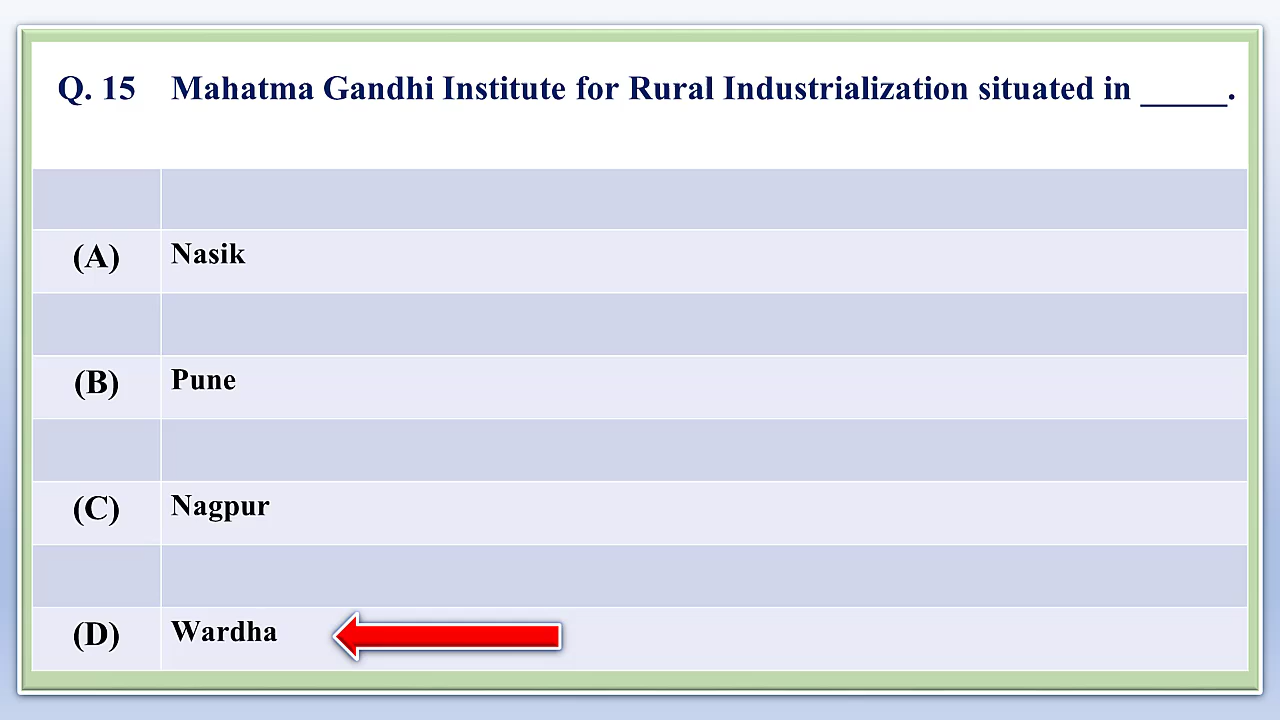 Q. 15 Mahatma Gandhi Institute for Rural Industrialization situated in _____.
(A) Nasik
(B) Pune
(C) Nagpur
(D) Wardha